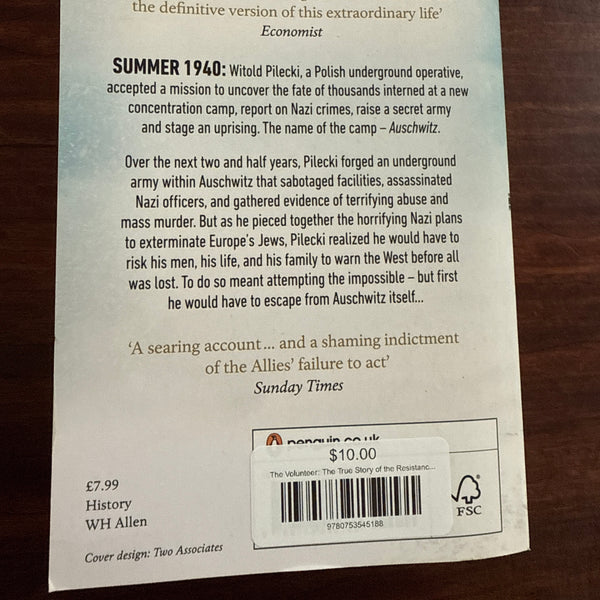 the definitive version of this extraordinary life’
Economist
SUMMER 1940: Witold Pilecki, a Polish underground operative,
accepted a mission to uncover the fate of thousands interned at a new
concentration camp, report on Nazi crimes, raise a secret army
and stage an uprising. The name of the camp – Auschwitz.
Over the next two and half years, Pilecki forged an underground
army within Auschwitz that sabotaged facilities, assassinated
Nazi officers, and gathered evidence of terrifying abuse and
mass murder. But as he pieced together the horrifying Nazi plans
to exterminate Europe's Jews, Pilecki realized he would have to
risk his men, his life, and his family to warn the West before all
was lost. To do so meant attempting the impossible – but first
he would have to escape from Auschwitz itself...
‘A searing account... and a shaming indictment
of the Allies’ failure to act’
Sunday Times
penguin.co.uk
$10.00
The Volunteer: The True Story of the Resistanc...
9780753545188
FSC
£7.99
History
WH Allen
Cover design: Two Associates